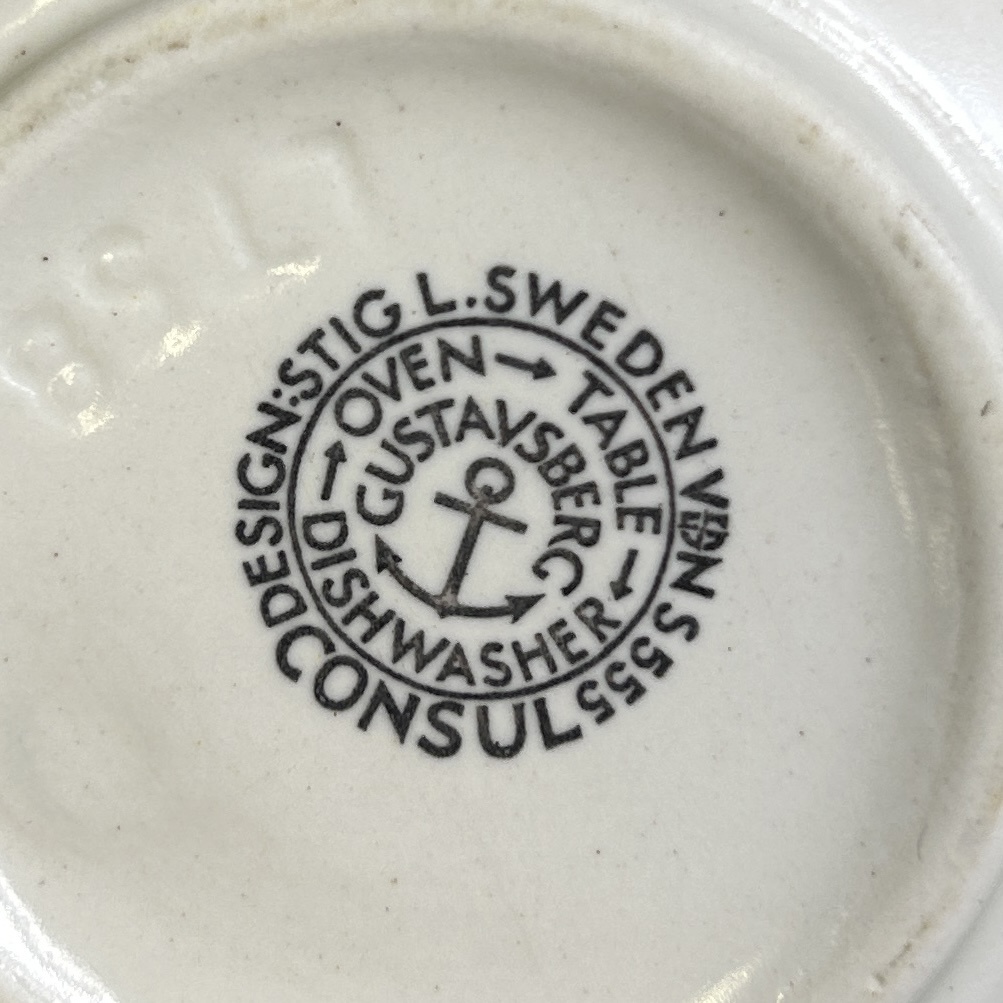 DESIGN: STIG L. SWEDEN VDN S 555
CONSUL
OVEN → TABLE → DISHWASHER →
GUSTAVSBERG